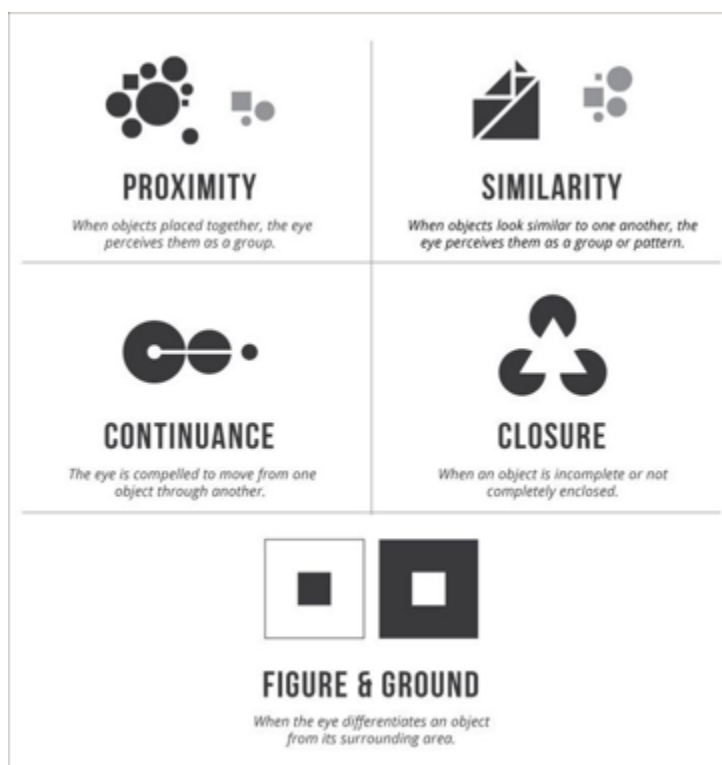 PROXIMITY
When objects placed together, the eye
perceives them as a group.
SIMILARITY
When objects look similar to one another, the
eye perceives them as a group or pattern.
CONTINUANCE
The eye is compelled to move from one
object through another.
CLOSURE
When an object is incomplete or not
completely enclosed.
FIGURE & GROUND
When the eye differentiates an object
from its surrounding area.